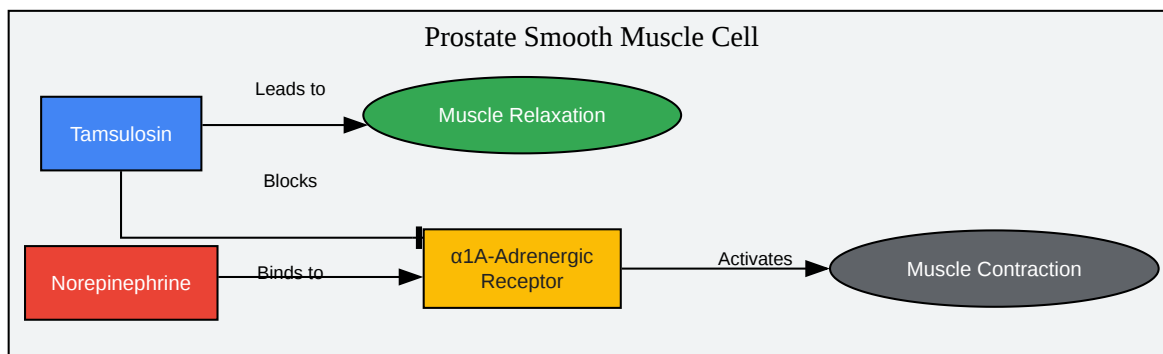 Prostate Smooth Muscle Cell
Leads to
Muscle Relaxation
Tamsulosin
Blocks
α1A-Adrenergic
Receptor
Norepinephrine
Binds to
Activates
Muscle Contraction